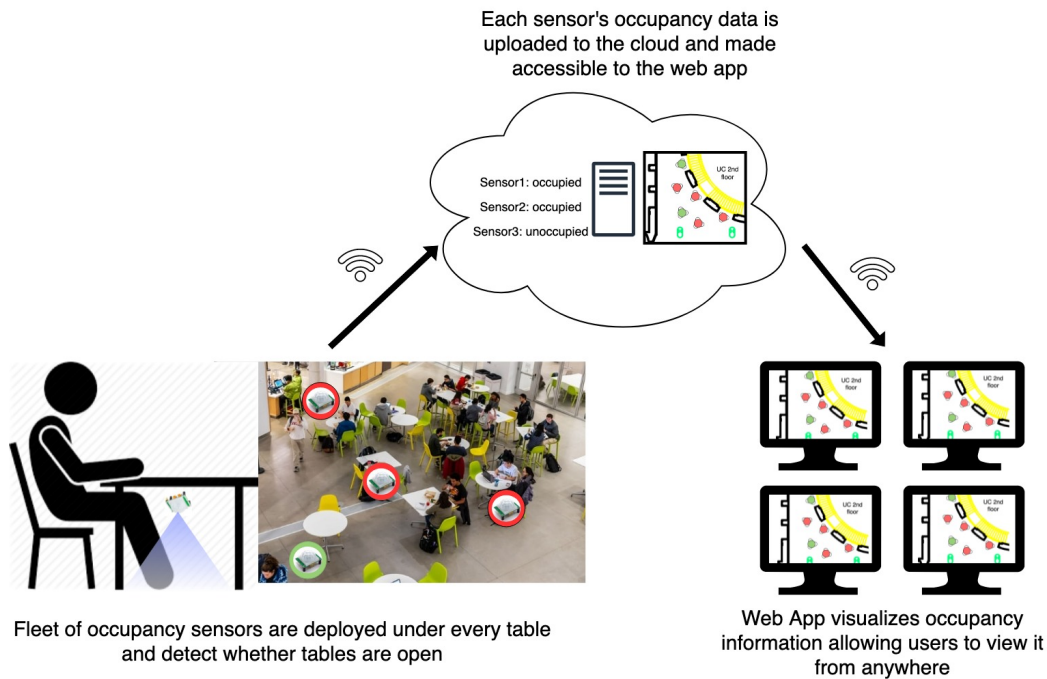 Each sensor's occupancy data is
uploaded to the cloud and made
accessible to the web app
Sensor1: occupied
Sensor2: occupied
Sensor3: unoccupied
UC 2nd
floor
Fleet of occupancy sensors are deployed under every table
and detect whether tables are open
UC 2nd
floor
UC 2nd
floor
UC 2nd
floor
UC 2nd
floor
Web App visualizes occupancy
information allowing users to view it
from anywhere